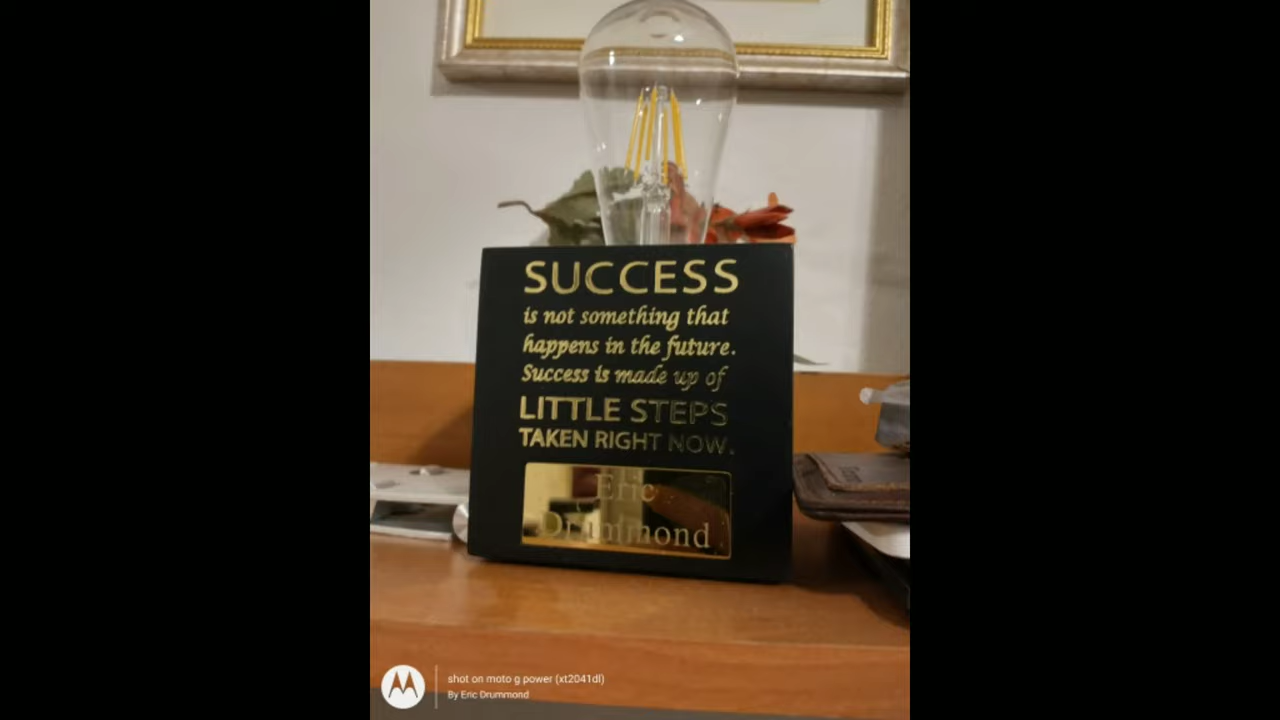 SUCCESS
is not something that
happens in the future.
Success is made up of
LITTLE STEPS
TAKEN RIGHT NOW.
Eric
Drummond
shot on moto g power (xt2041dl)
By Eric Drummond